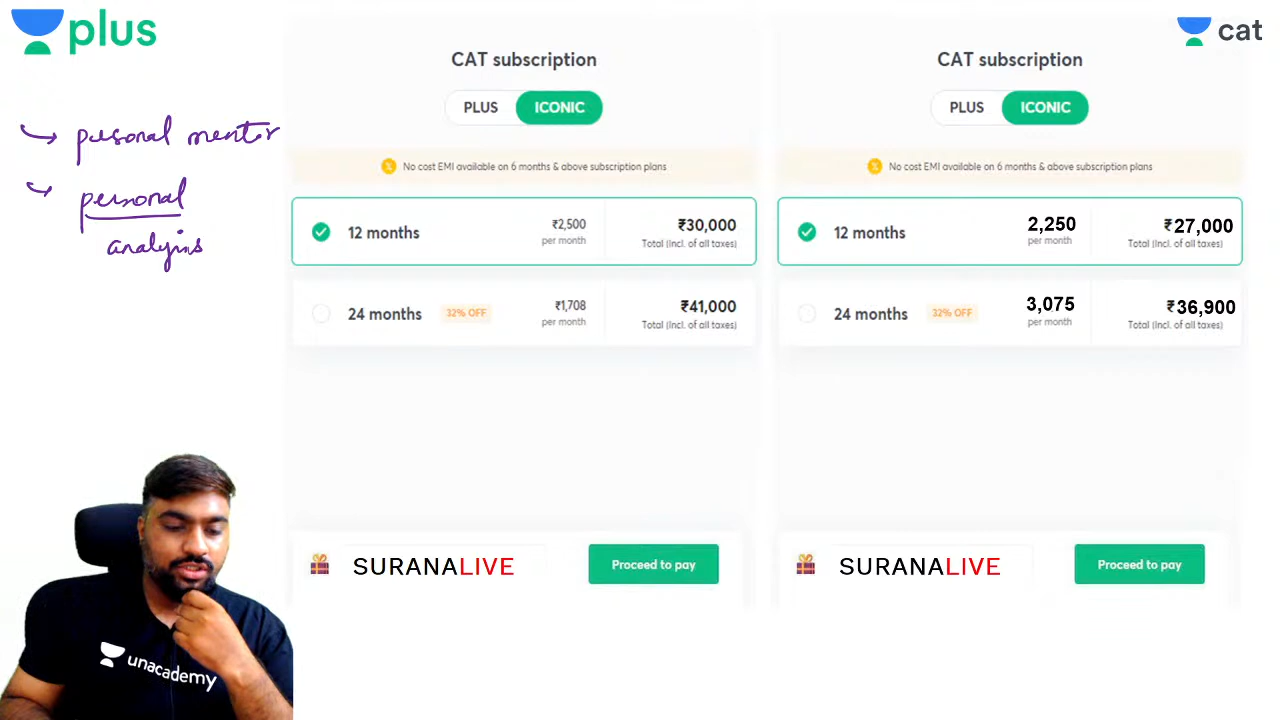 plus
cat
personal mentor
personal
analysis
CAT subscription
PLUS ICONIC
No cost EMI available on 6 months & above subscription plans
12 months ₹2,500 per month ₹30,000 Total (Incl. of all taxes)
24 months 32% OFF ₹1,708 per month ₹41,000 Total (Incl. of all taxes)
SURANALIVE Proceed to pay
CAT subscription
PLUS ICONIC
No cost EMI available on 6 months & above subscription plans
12 months 2,250 per month ₹27,000 Total (Incl. of all taxes)
24 months 32% OFF 3,075 per month ₹36,900 Total (Incl. of all taxes)
SURANALIVE Proceed to pay
unacademy